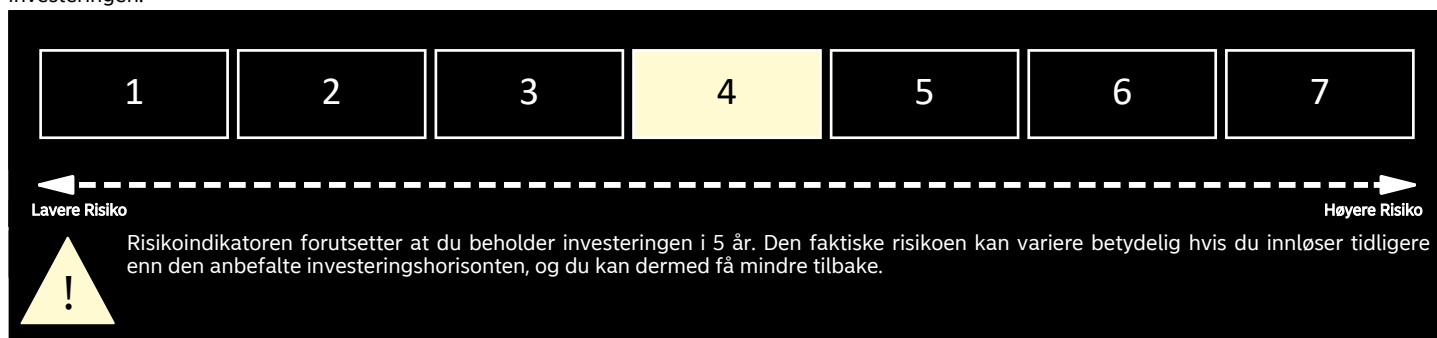 investeringen.
1 2 3 4 5 6 7
Lavere Risiko Høyere Risiko
Risikoindikatoren forutsetter at du beholder investeringen i 5 år. Den faktiske risikoen kan variere betydelig hvis du innløser tidligere
enn den anbefalte investeringshorisonten, og du kan dermed få mindre tilbake.
!